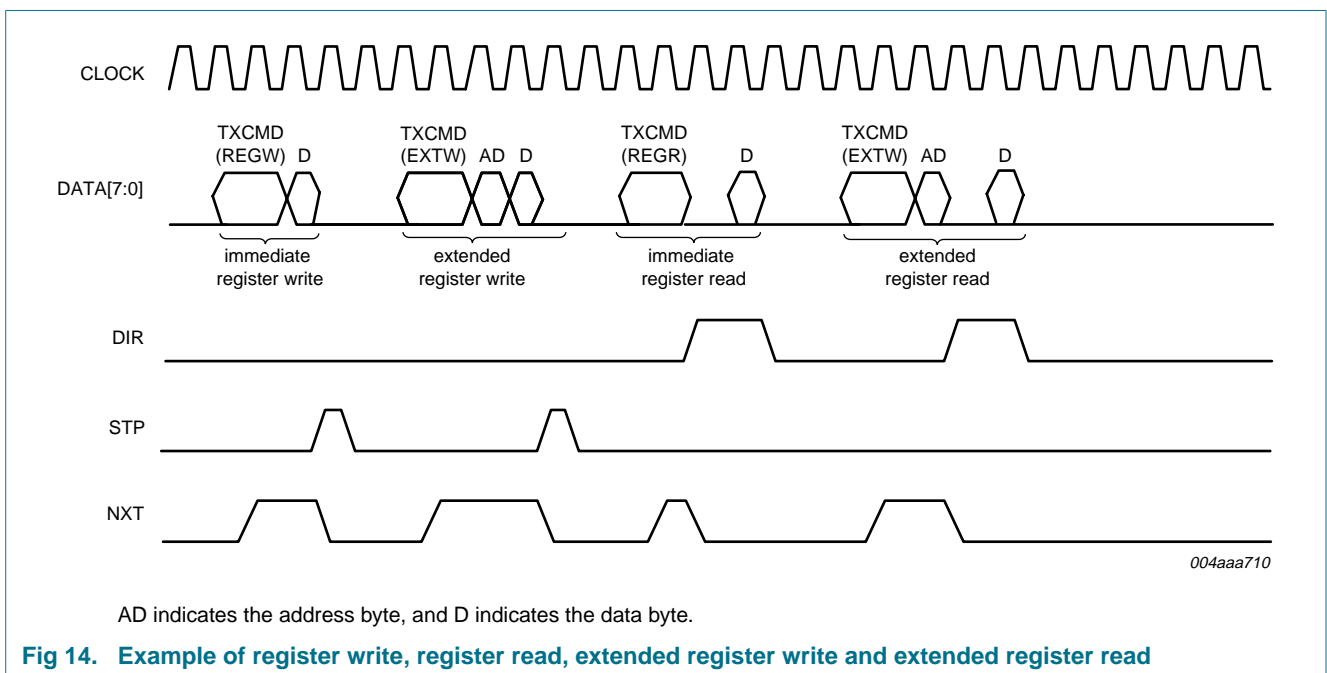 CLOCK
TXCMD
(REGW) D
TXCMD
(EXTW) AD D
TXCMD
(REGR) D
TXCMD
(EXTW) AD D
DATA[7:0]
immediate
register write
extended
register write
immediate
register read
extended
register read
DIR
STP
NXT
004aaa710
AD indicates the address byte, and D indicates the data byte.
Fig 14. Example of register write, register read, extended register write and extended register read